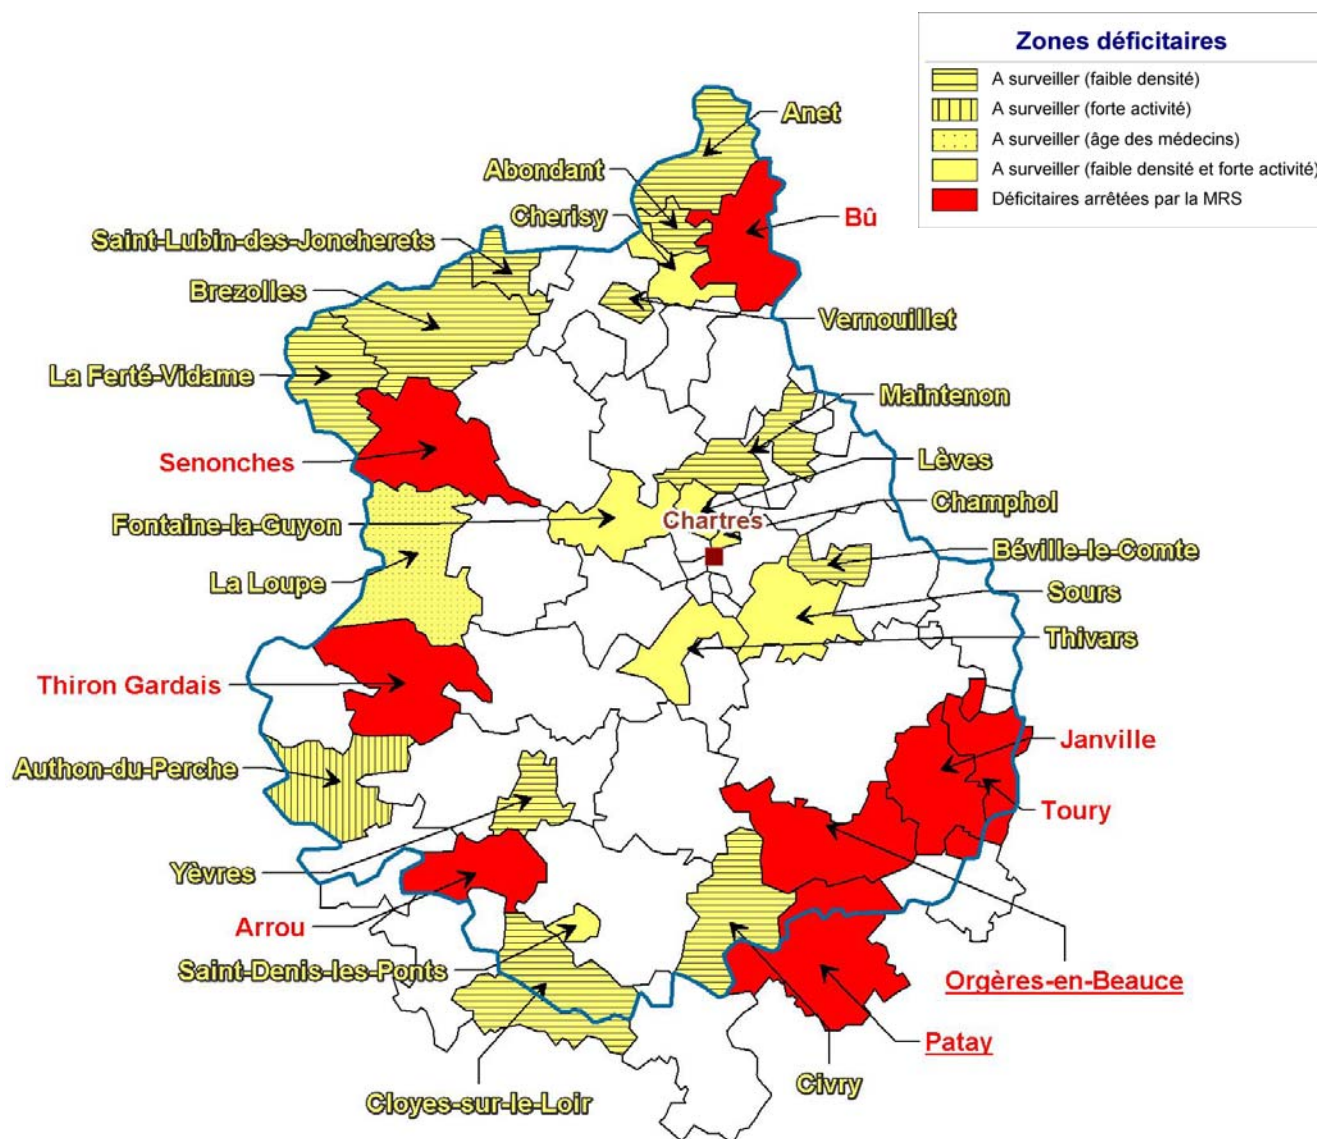 Zones déficitaires
A surveiller (faible densité)
A surveiller (forte activité)
A surveiller (âge des médecins)
A surveiller (faible densité et forte activité)
Déficitaires arrêtées par la MRS
Anet
Abondant
Cherisy
Bû
Saint-Lubin-des-Joncherets
Brezolles
Vernouillet
La Ferté-Vidame
Maintenon
Senonches
Lèves
Champhol
Fontaine-la-Guyon
Chartres
Béville-le-Comte
La Loupe
Sours
Thivars
Thiron Gardais
Janville
Authon-du-Perche
Toury
Yèvres
Arrou
Saint-Denis-les-Ponts
Orgères-en-Beauce
Patay
Civry
Cloyes-sur-le-Loir